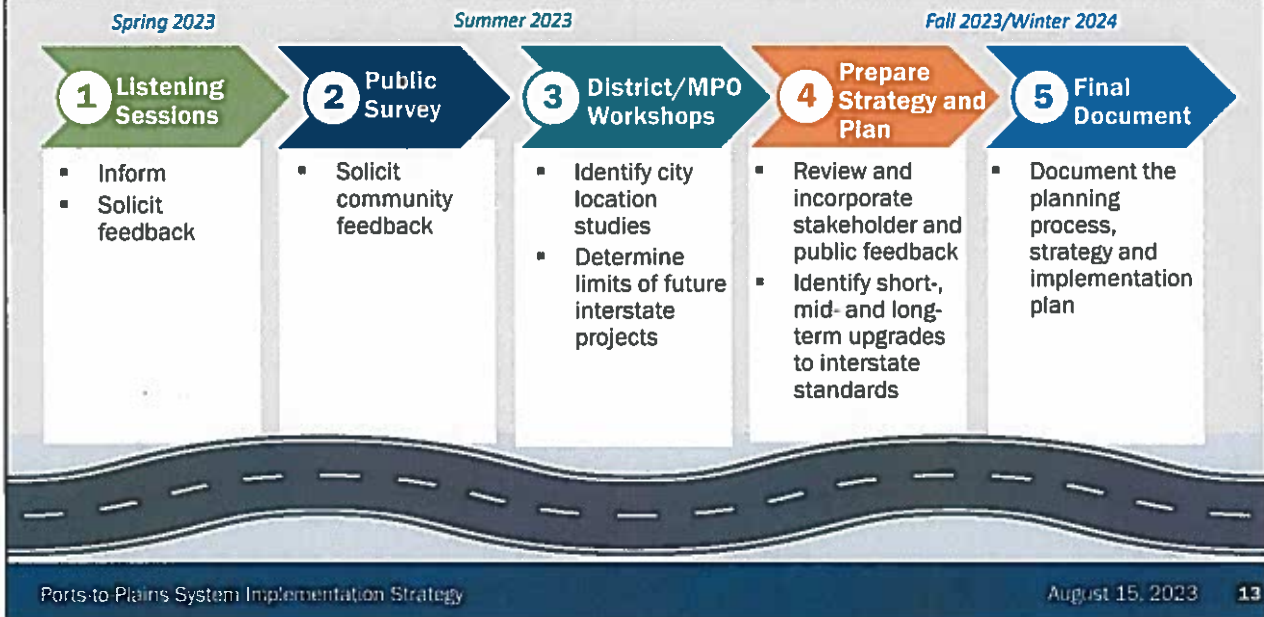 Spring 2023
Summer 2023
Fall 2023/Winter 2024
1 Listening
Sessions
2 Public
Survey
3 District/MPO
Workshops
4 Prepare
Strategy and
Plan
5 Final
Document
▪ Inform
▪ Solicit
feedback
▪ Solicit
community
feedback
▪ Identify city
location
studies
▪ Determine
limits of future
interstate
projects
▪ Review and
incorporate
stakeholder and
public feedback
▪ Identify short-,
mid- and long-
term upgrades
to interstate
standards
▪ Document the
planning
process,
strategy and
implementation
plan
Ports-to-Plains System Implementation Strategy
August 15, 2023 13